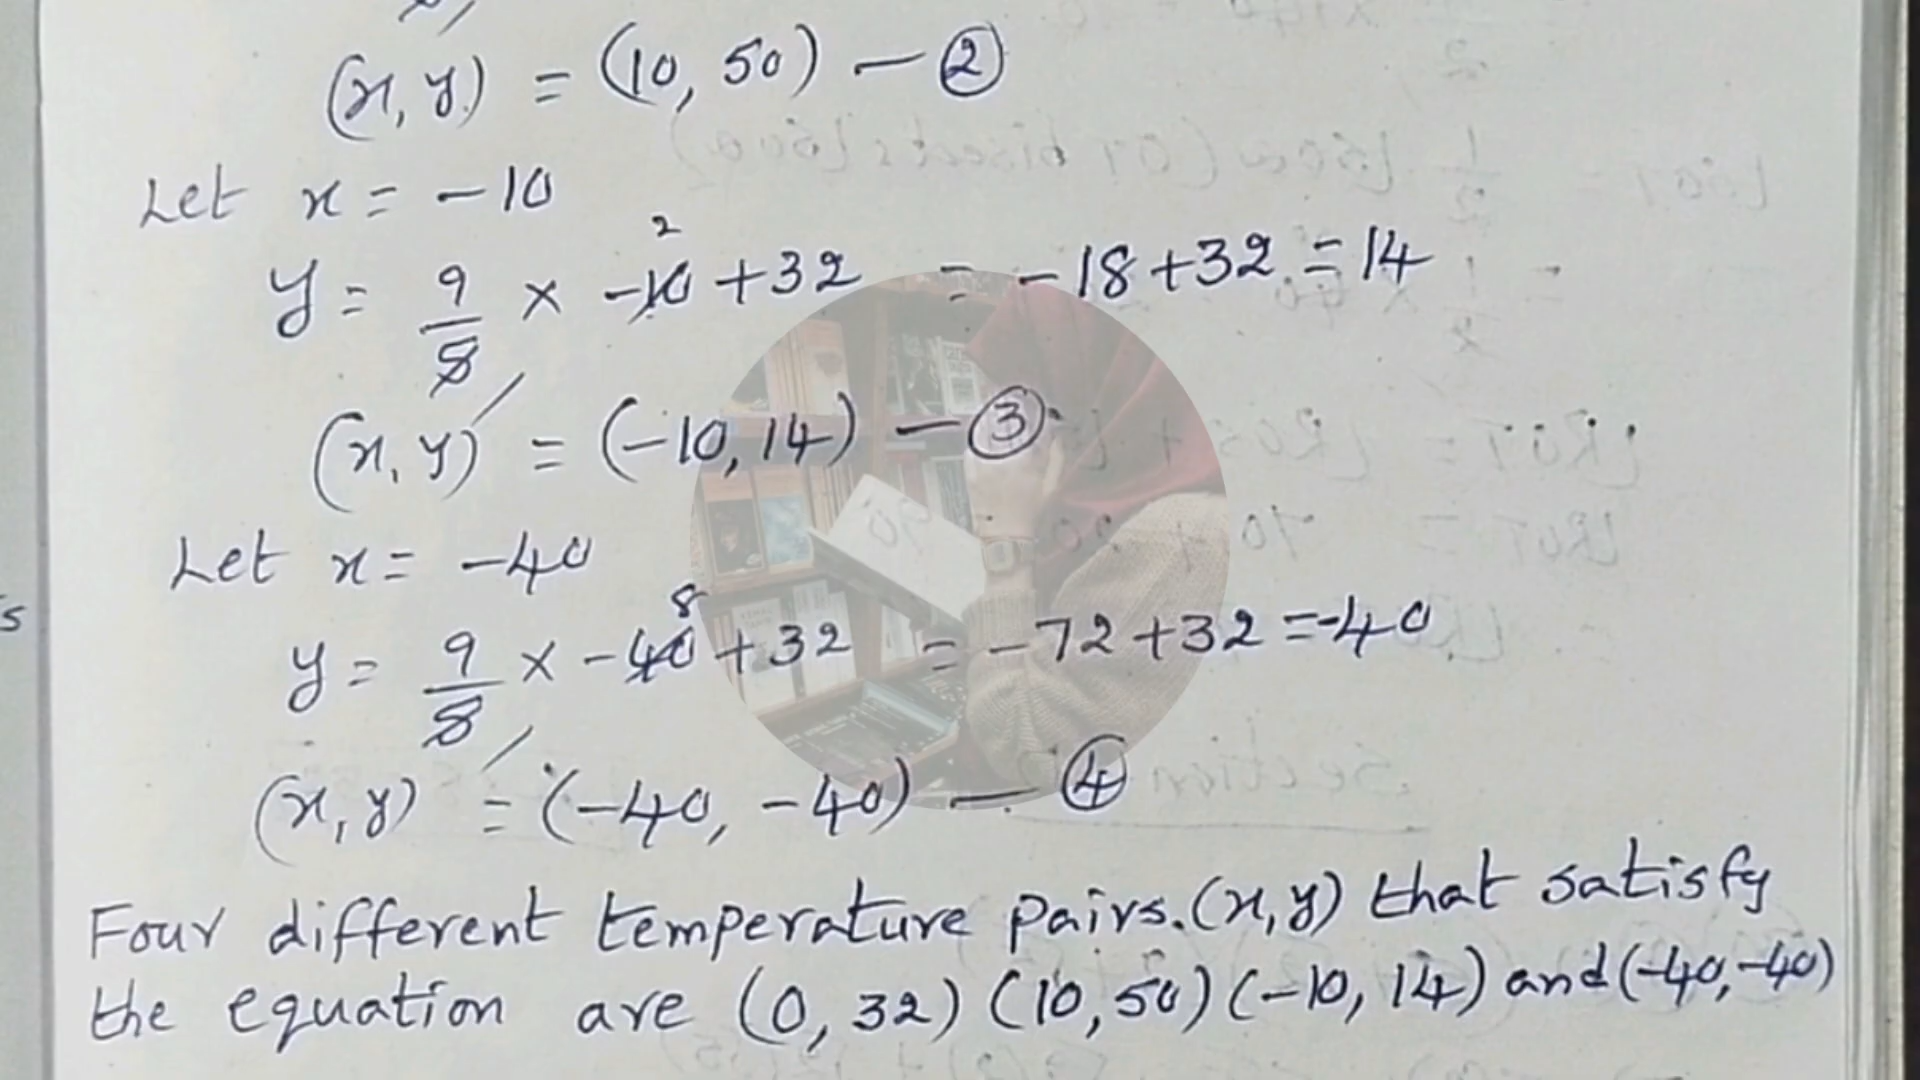 (x, y) = (10, 50) — ②
Let x = -10
y = 9/5 × -10 + 32 = -18 + 32 = 14
2
(x, y) = (-10, 14) — ③
Let x = -40
y = 9/5 × -40 + 32 = -72 + 32 = -40
8
(x, y) = (-40, -40) — ④
Four different temperature pairs. (x, y) that satisfy
the equation are (0, 32) (10, 50) (-10, 14) and (-40, -40)